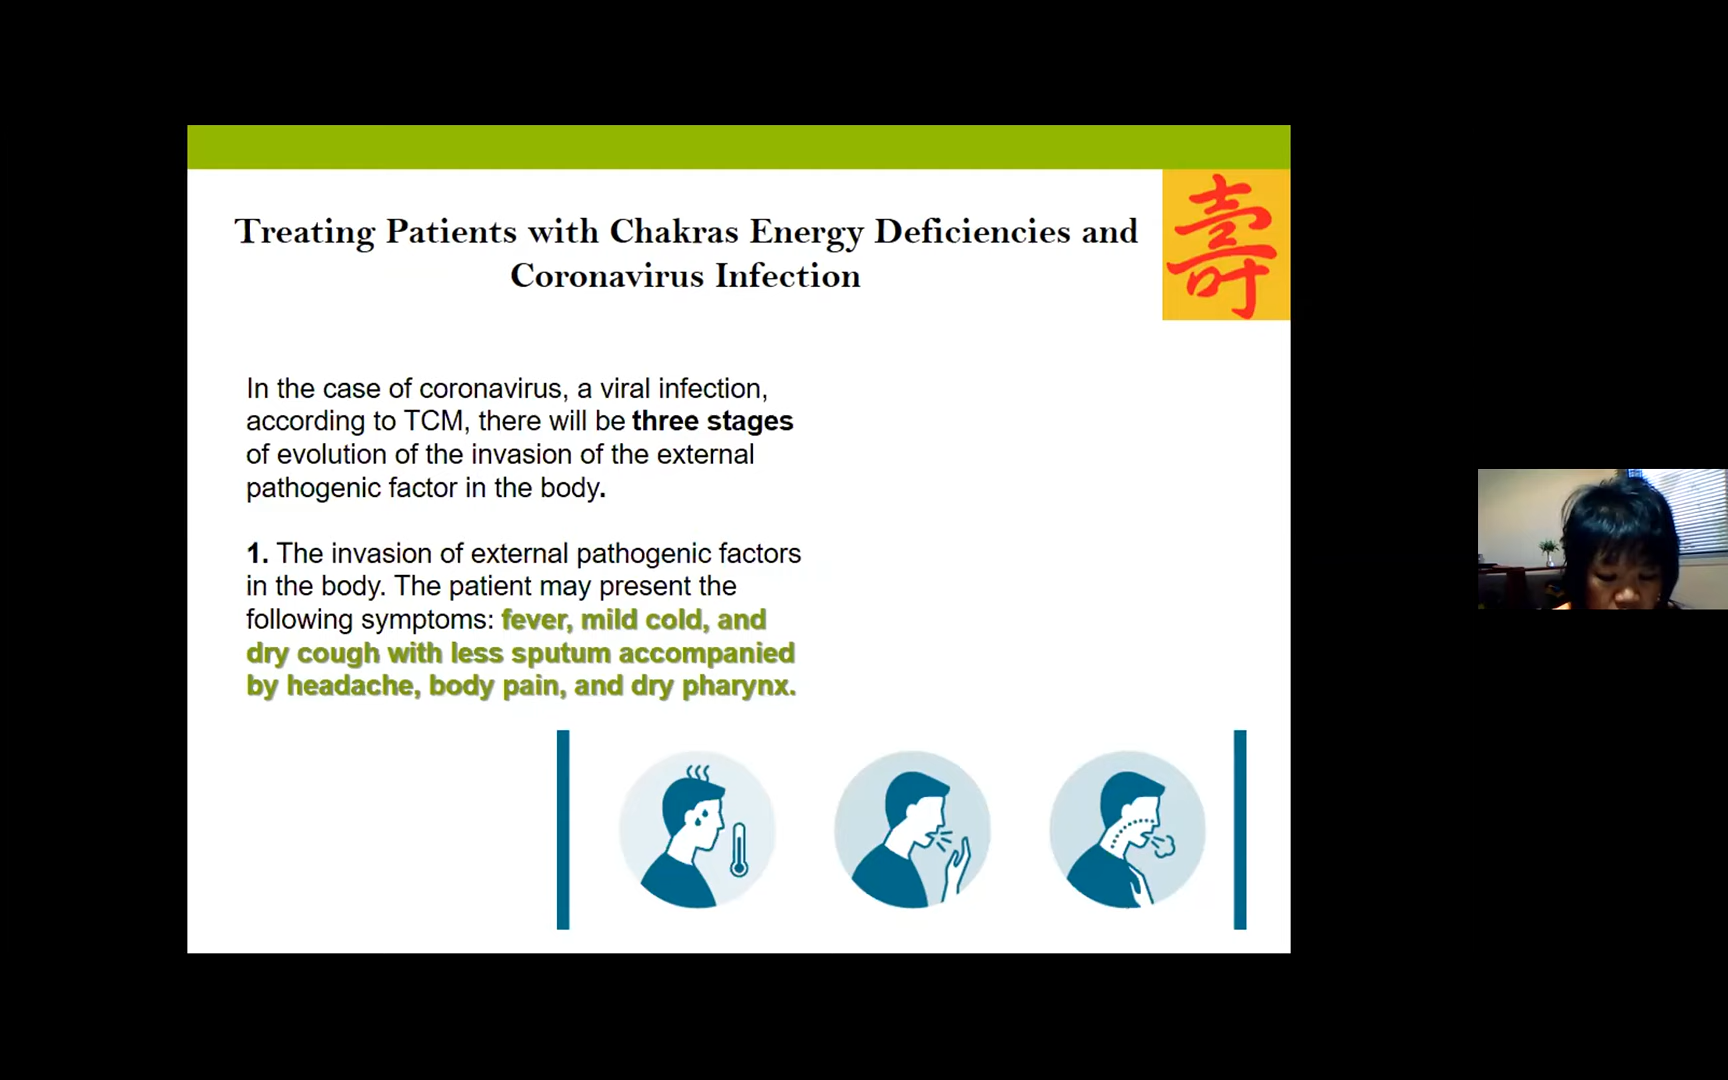 Treating Patients with Chakras Energy Deficiencies and
Coronavirus Infection
壽
In the case of coronavirus, a viral infection,
according to TCM, there will be three stages
of evolution of the invasion of the external
pathogenic factor in the body.
1. The invasion of external pathogenic factors
in the body. The patient may present the
following symptoms: fever, mild cold, and
dry cough with less sputum accompanied
by headache, body pain, and dry pharynx.